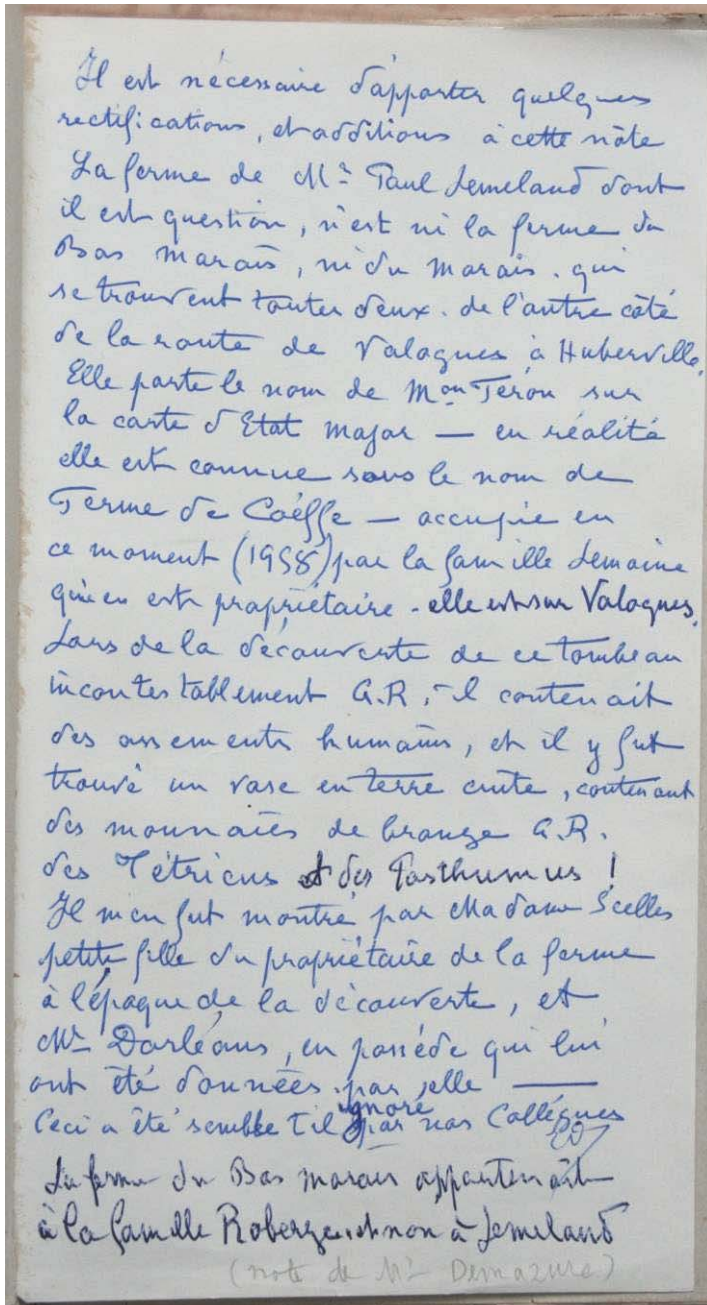 Il est nécessaire d'apporter quelques
rectifications, et additions à cette note
La ferme de Mr Paul Lemeland dont
il est question, n'est ni la ferme du
Bas Marais, ni du Marais. qui
se trouvent toutes deux. de l'autre côté
de la route de Valognes à Huberville.
Elle porte le nom de Mon Féron sur
la carte d'Etat major — en réalité
elle est connue sous le nom de
Ferme de Coëffe — occupée en
ce moment (1958) par la famille Lemoine
qui en est propriétaire - elle est sur Valognes.
Lors de la découverte de ce tombeau
incontestablement G.R, il contenait
des ossements humains, et il y fut
trouvé un vase en terre cuite, contenant
des monnaies de bronze G.R.
des Tétricus et des Posthumus !
Il m'en fut montré par Madame Scelles
petite fille du propriétaire de la ferme
à l'époque de la découverte, et
Mr Dorléans, en possède qui lui
ont été données par elle —
Ceci a été semble t'il ignoré par nos Collègues
La ferme du Bas marais appartenait
à la famille Roberge et non à Lemeland
(note de Mr Demazure)